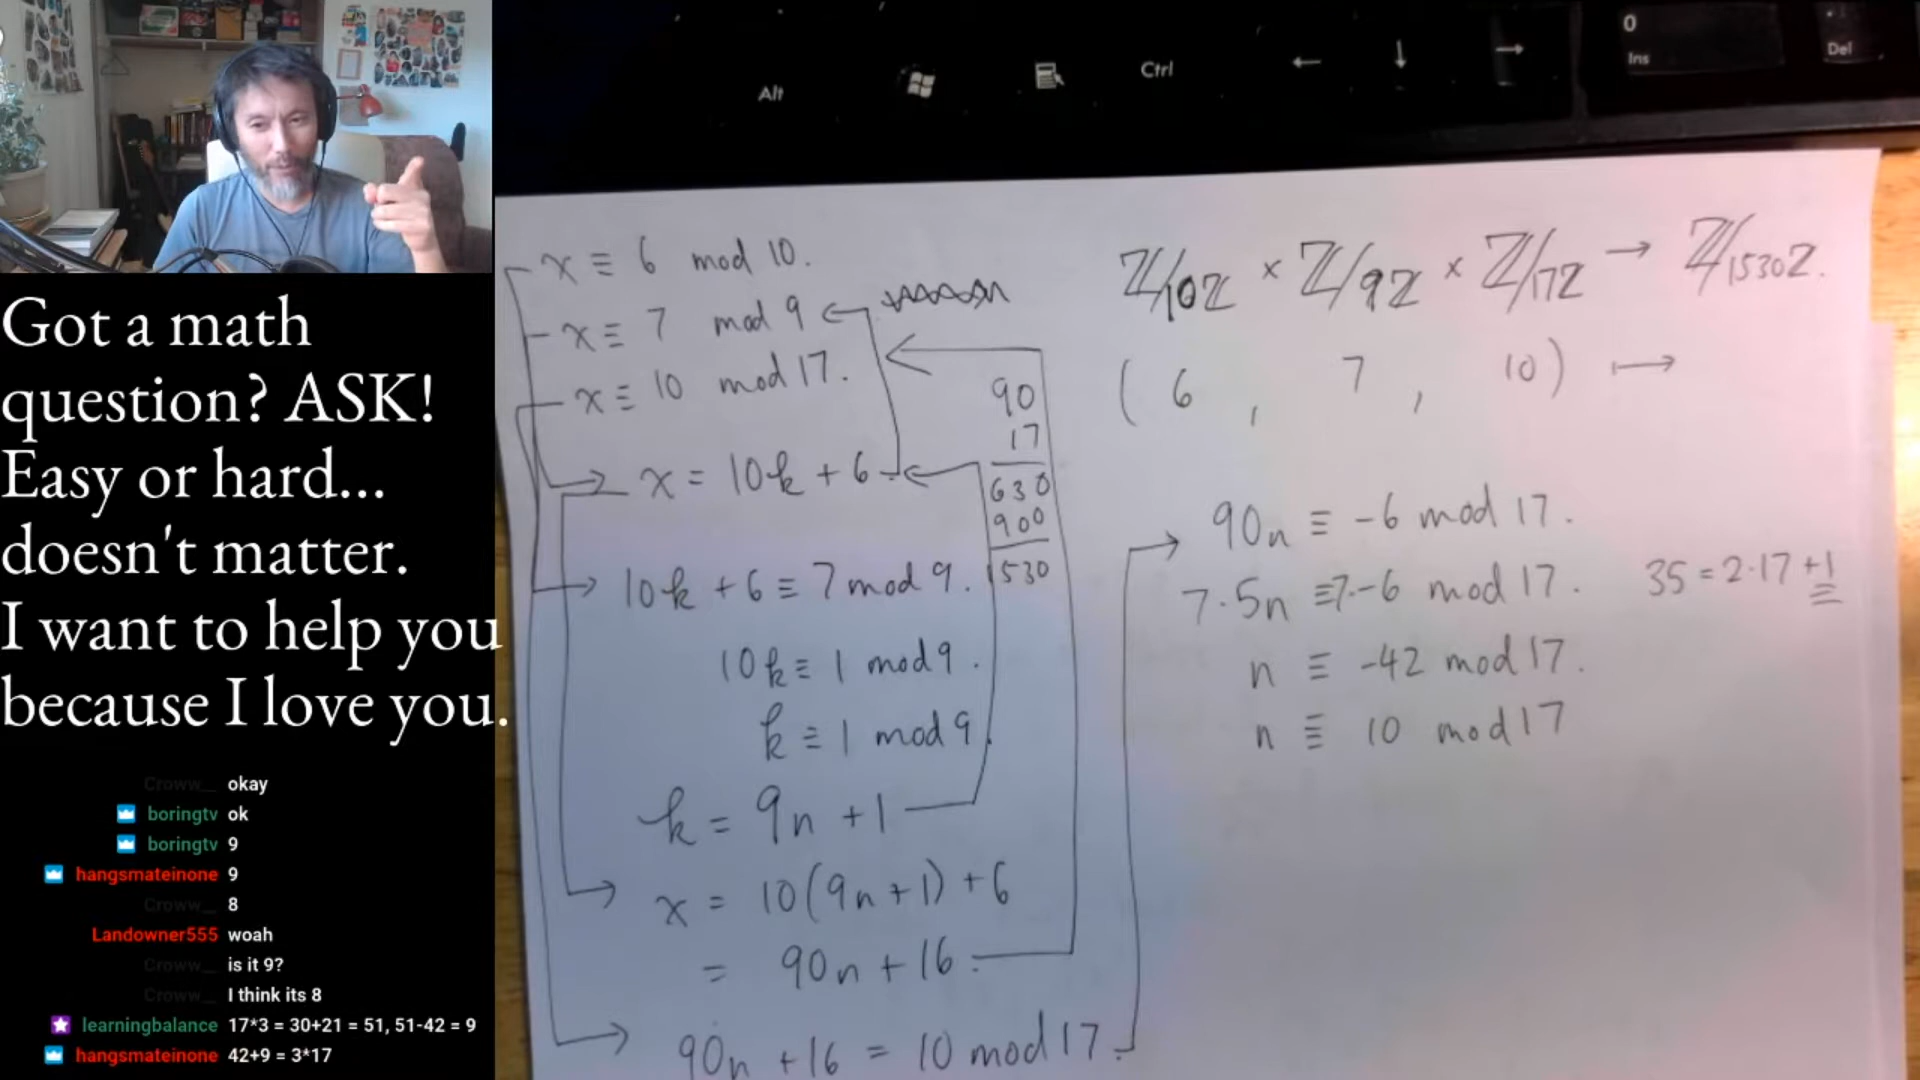 Alt
Ctrl
←
↓
→
0
Ins
Del
Got a math
question? ASK!
Easy or hard...
doesn't matter.
I want to help you
because I love you.
Croww__ okay
boringtv ok
boringtv 9
hangsmateinone 9
Croww__ 8
Landowner555 woah
Croww__ is it 9?
Croww__ I think its 8
learningbalance 17*3 = 30+21 = 51, 51-42 = 9
hangsmateinone 42+9 = 3*17
x ≡ 6 mod 10.
x ≡ 7 mod 9
x ≡ 10 mod 17.
x = 10k + 6
10k + 6 ≡ 7 mod 9.
10k ≡ 1 mod 9.
k ≡ 1 mod 9.
k = 9n + 1
x = 10(9n + 1) + 6
= 90n + 16.
90n + 16 = 10 mod 17.
90
17
630
900
1530
ℤ/10ℤ × ℤ/9ℤ × ℤ/17ℤ → ℤ/1530ℤ.
( 6 , 7 , 10 ) ↦
90n ≡ -6 mod 17.
7·5n ≡ 7·-6 mod 17.
35 = 2·17 + 1
n ≡ -42 mod 17.
n ≡ 10 mod 17